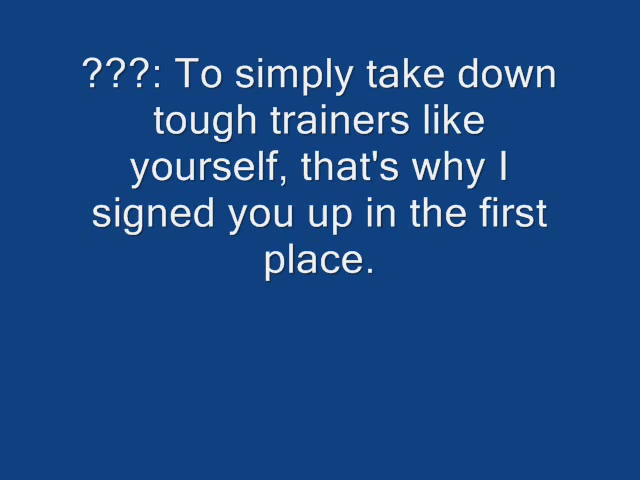 ???: To simply take down
tough trainers like
yourself, that's why I
signed you up in the first
place.